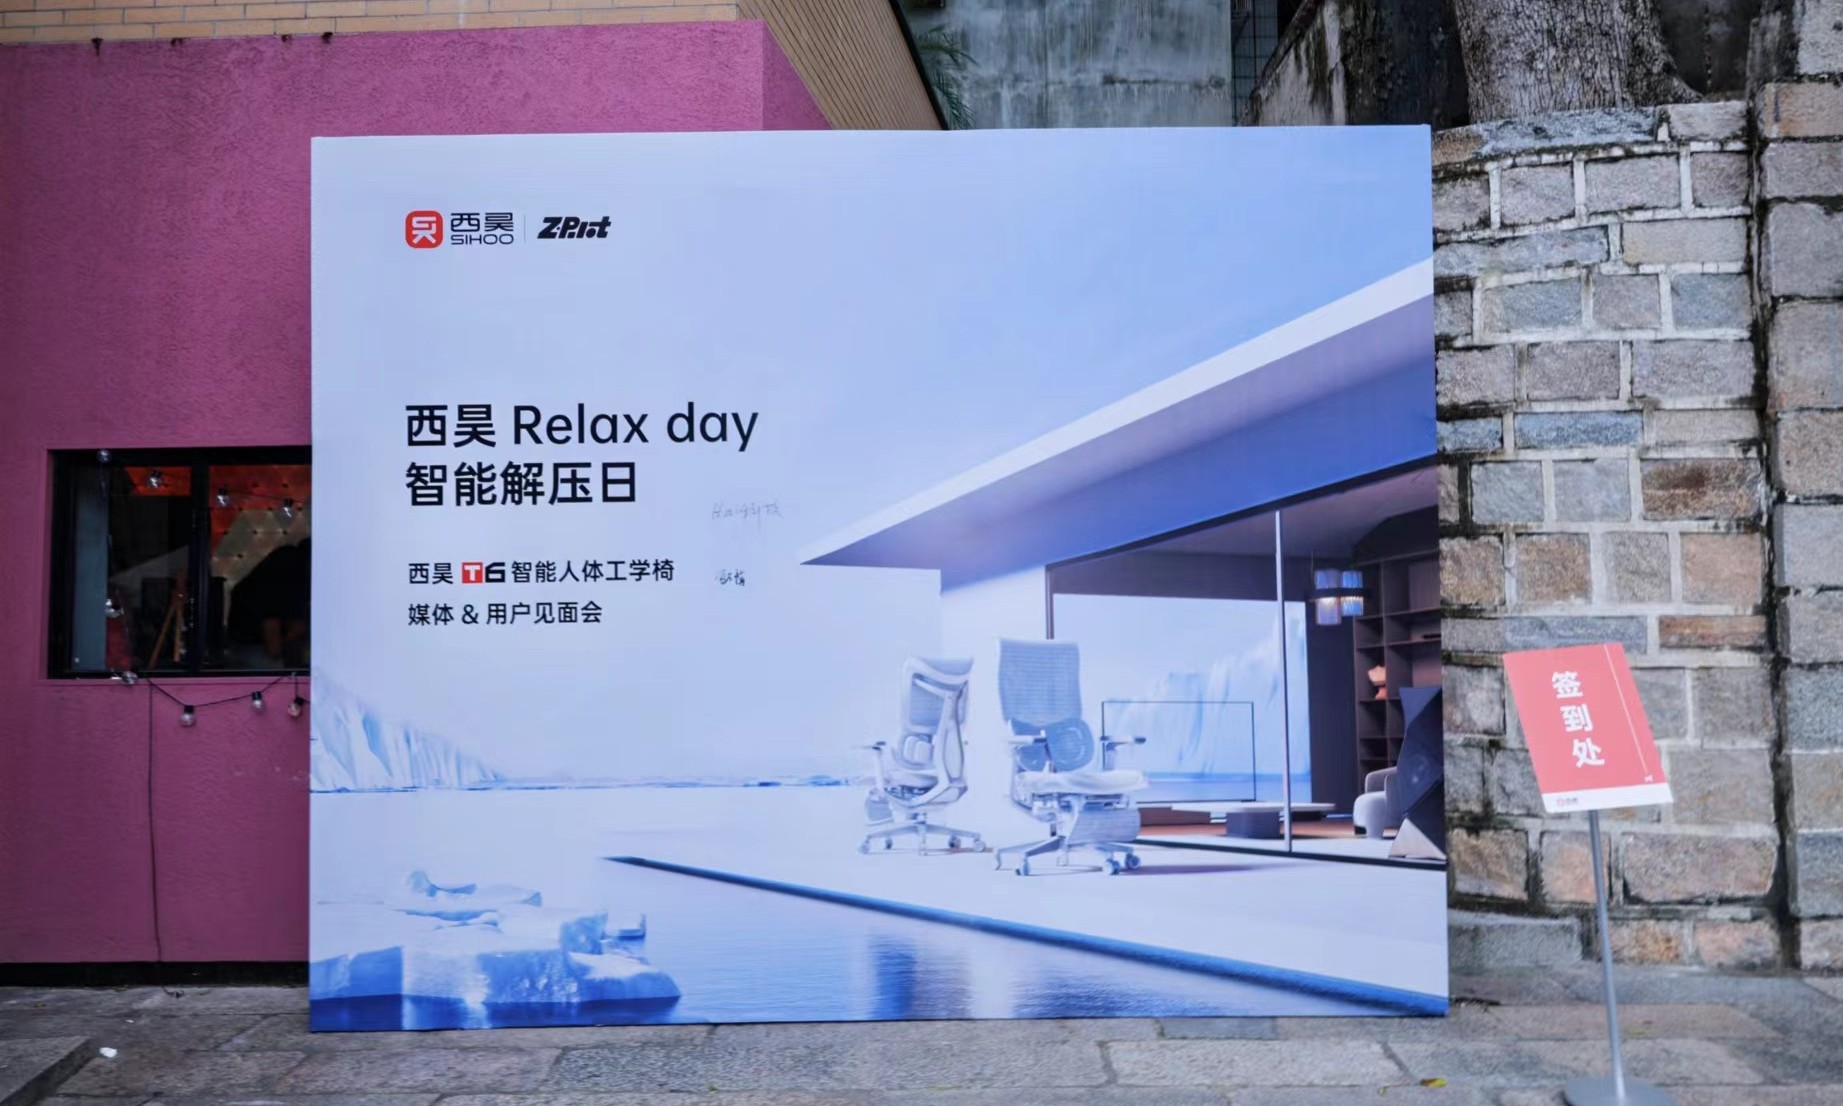 西昊
SIHOO
西昊 Relax day
智能解压日
西昊 T6 智能人体工学椅
媒体 & 用户见面会
签到处